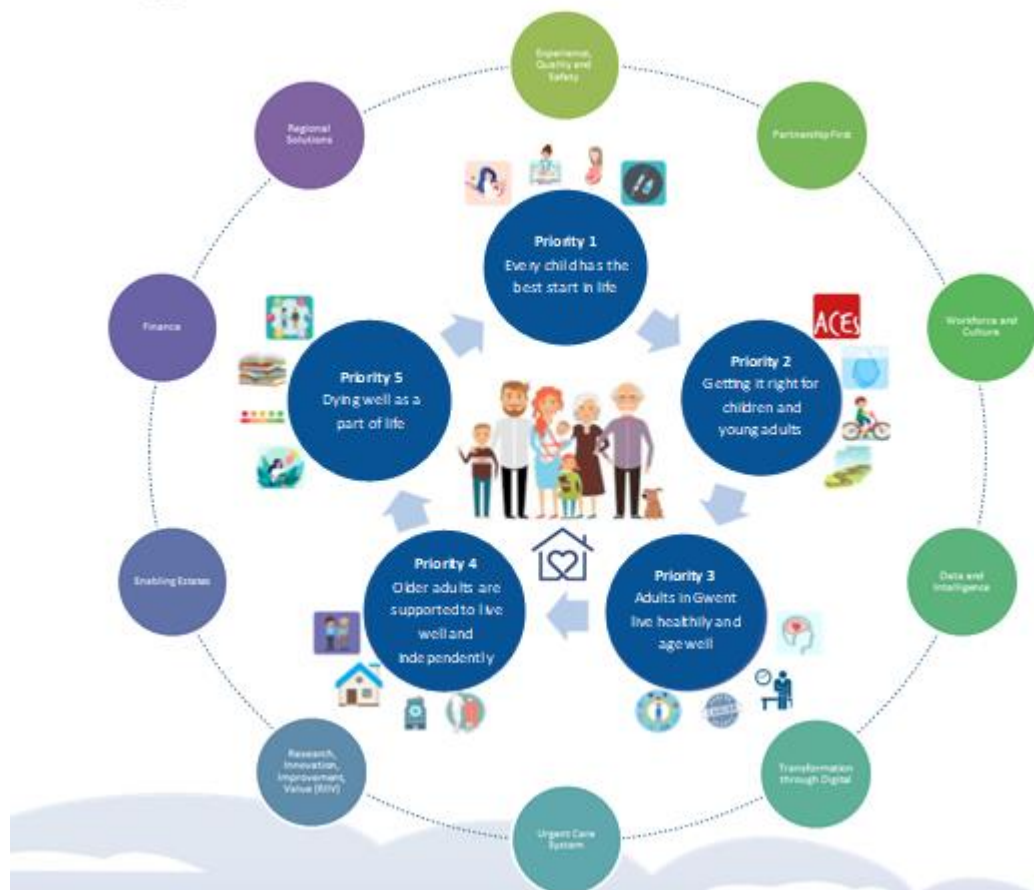 Experience,
Quality and
Safety
Partnership First
Workforce and
Culture
Data and
Intelligence
Transformation
through Digital
Urgent Care
System
Research,
Innovation,
Improvement,
Value (RIIV)
Enabling Estates
Finance
Regional
Solutions
Priority 1
Every child has the
best start in life
ACEs
Priority 2
Getting it right for
children and
young adults
Priority 3
Adults in Gwent
live healthily and
age well
CANCER
Priority 4
Older adults are
supported to live
well and
independently
Priority 5
Dying well as a
part of life